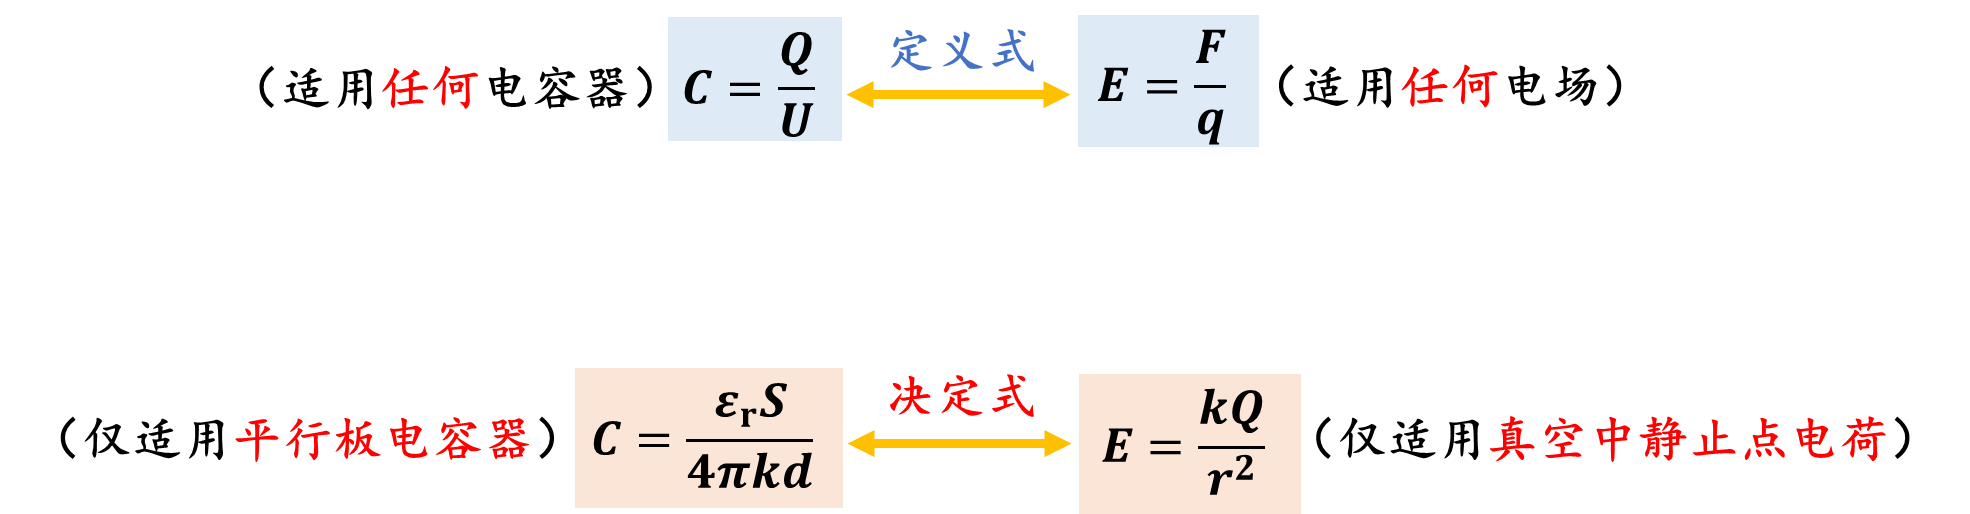 （适用任何电容器） C = Q/U 定义式 E = F/q （适用任何电场）
（仅适用平行板电容器） C = εᵣS/4πkd 决定式 E = kQ/r² （仅适用真空中静止点电荷）